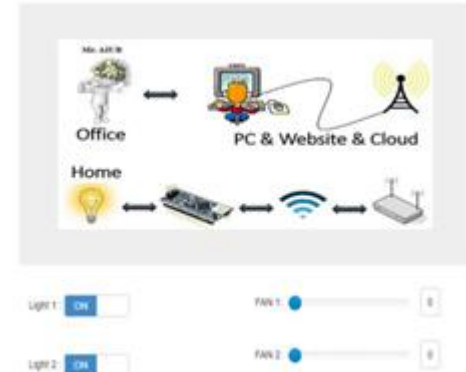 Office
PC & Website & Cloud
Home
Light 1: ON
FAN 1: 0
Light 2: ON
FAN 2: 0